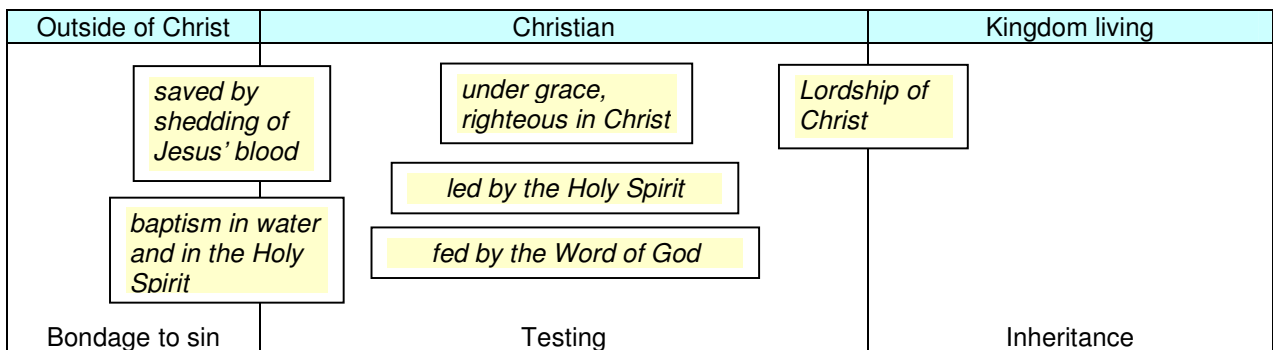 Outside of Christ
Christian
Kingdom living
saved by
shedding of
Jesus’ blood
under grace,
righteous in Christ
Lordship of
Christ
led by the Holy Spirit
baptism in water
and in the Holy
Spirit
fed by the Word of God
Bondage to sin
Testing
Inheritance